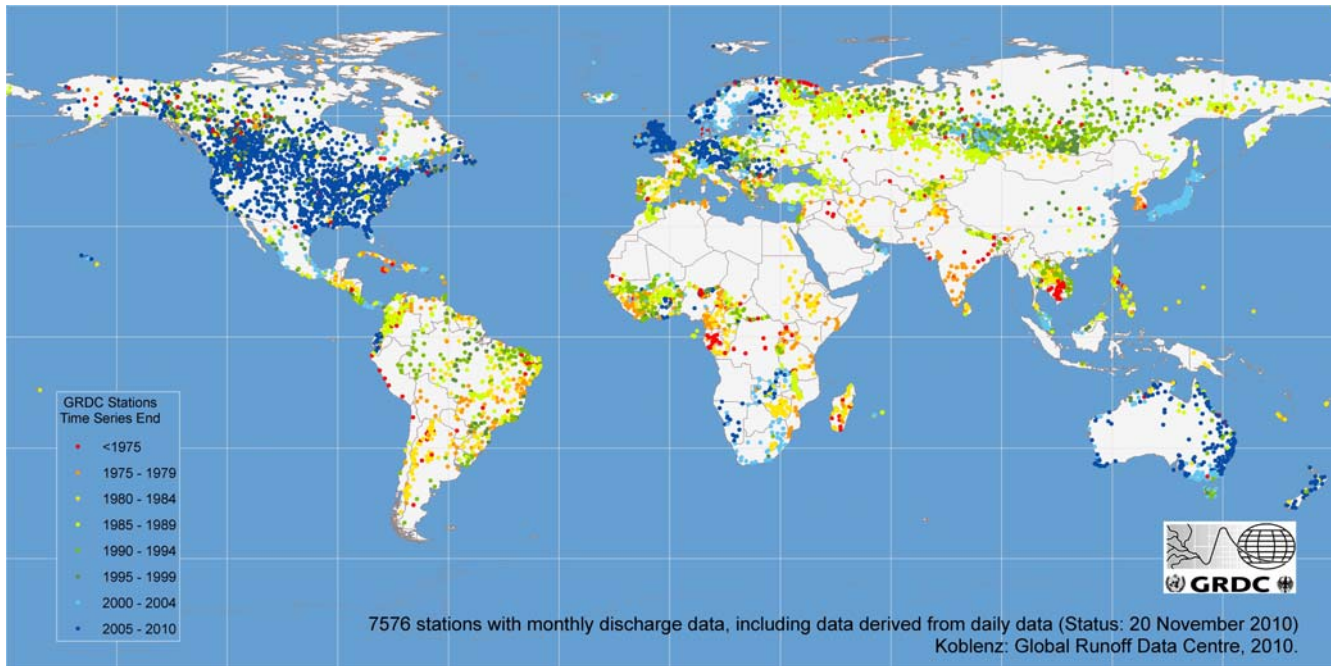 GRDC Stations
Time Series End
<1975
1975 - 1979
1980 - 1984
1985 - 1989
1990 - 1994
1995 - 1999
2000 - 2004
2005 - 2010
GRDC
7576 stations with monthly discharge data, including data derived from daily data (Status: 20 November 2010)
Koblenz: Global Runoff Data Centre, 2010.